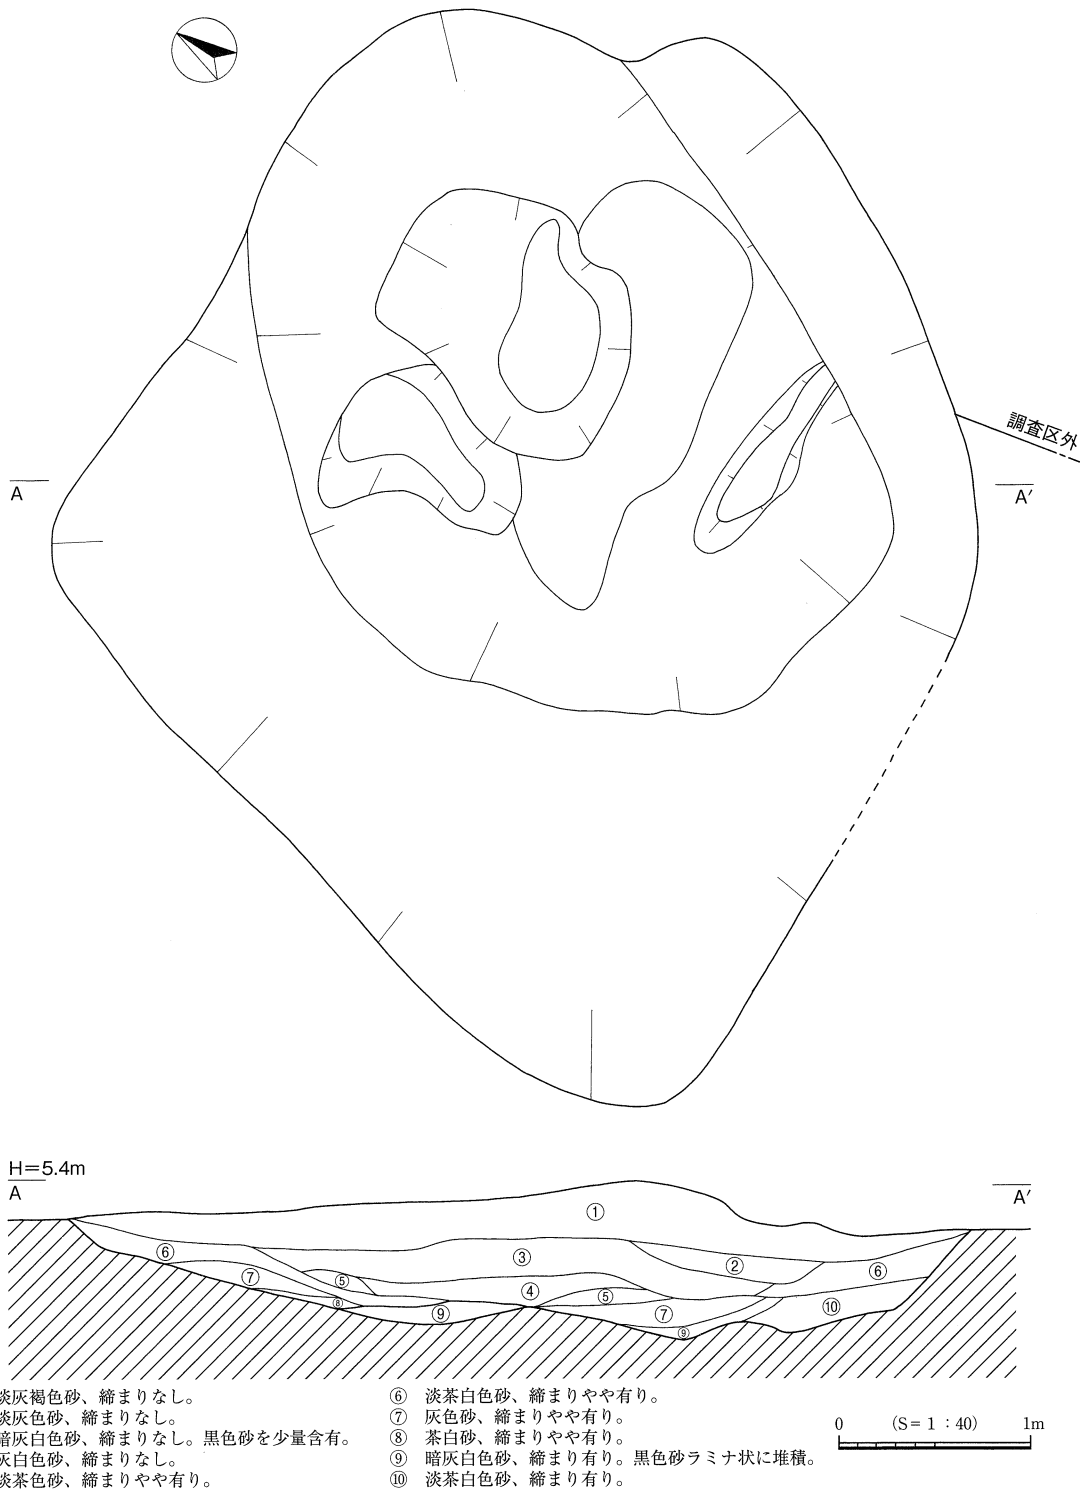 調査区外
A
A′
H＝5.4m
A
A′
①
②
③
④
⑤
⑤
⑥
⑥
⑦
⑦
⑧
⑨
⑨
⑩
淡灰褐色砂、締まりなし。
淡灰色砂、締まりなし。
暗灰白色砂、締まりなし。黒色砂を少量含有。
灰白色砂、締まりなし。
淡茶色砂、締まりやや有り。
⑥ 淡茶白色砂、締まりやや有り。
⑦ 灰色砂、締まりやや有り。
⑧ 茶白砂、締まりやや有り。
⑨ 暗灰白色砂、締まり有り。黒色砂ラミナ状に堆積。
⑩ 淡茶白色砂、締まり有り。
0 (S＝1：40) 1m